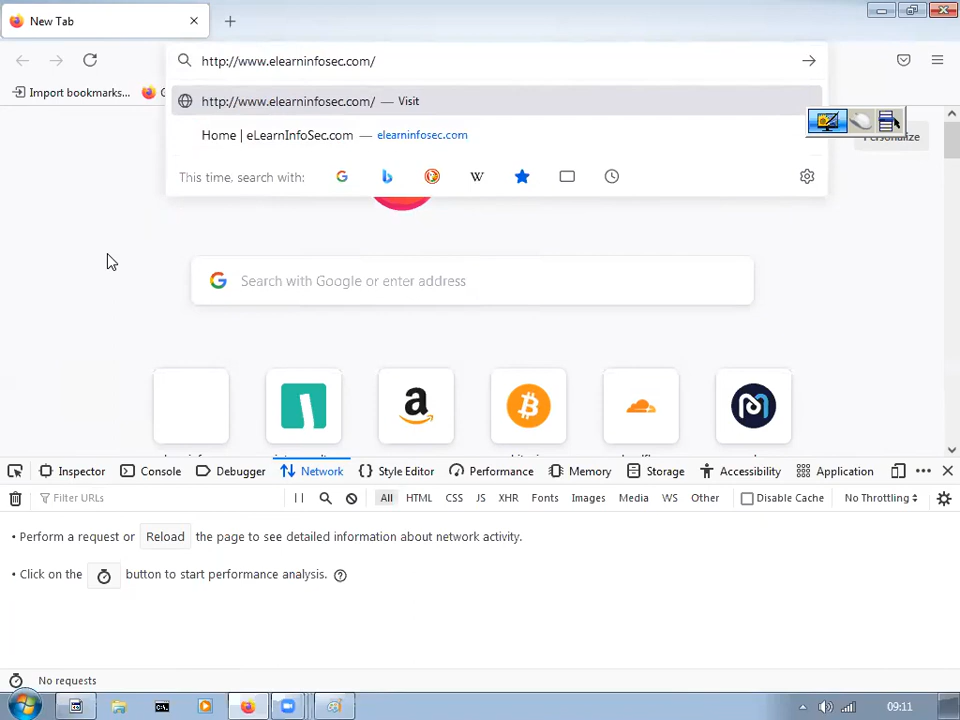 New Tab
http://www.elearninfosec.com/
Import bookmarks...
G
http://www.elearninfosec.com/ — Visit
Home | eLearnInfoSec.com — elearninfosec.com
This time, search with:
W
Personalize
Search with Google or enter address
Inspector Console Debugger Network Style Editor Performance Memory Storage Accessibility Application
Filter URLs All HTML CSS JS XHR Fonts Images Media WS Other Disable Cache No Throttling
• Perform a request or Reload the page to see detailed information about network activity.
• Click on the button to start performance analysis.
No requests
09:11